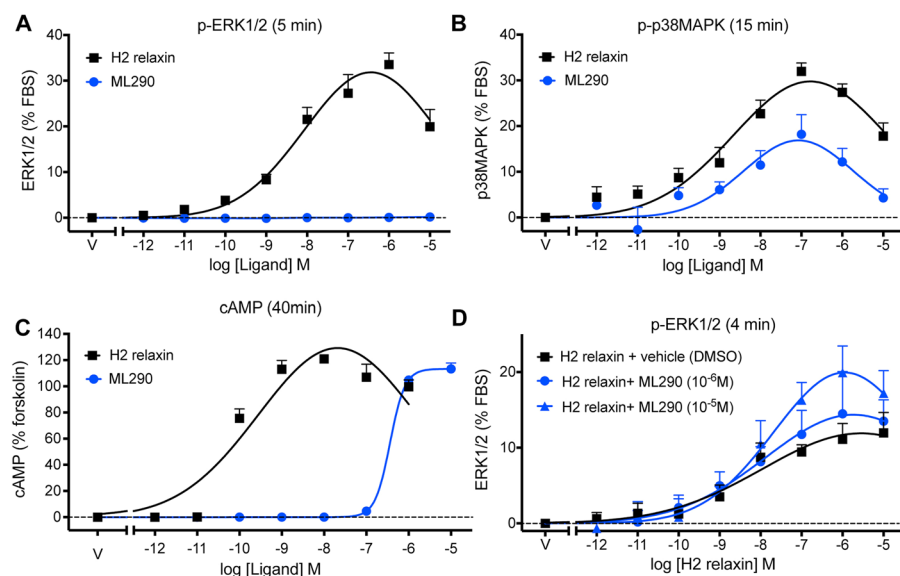 A
p-ERK1/2 (5 min)
H2 relaxin
ML290
ERK1/2 (% FBS)
40
30
20
10
0
V -12 -11 -10 -9 -8 -7 -6 -5
log [Ligand] M
B
p-p38MAPK (15 min)
H2 relaxin
ML290
p38MAPK (% FBS)
40
30
20
10
0
V -12 -11 -10 -9 -8 -7 -6 -5
log [Ligand] M
C
cAMP (40min)
H2 relaxin
ML290
cAMP (% forskolin)
140
120
100
80
60
40
20
0
V -12 -11 -10 -9 -8 -7 -6 -5
log [Ligand] M
D
p-ERK1/2 (4 min)
H2 relaxin + vehicle (DMSO)
H2 relaxin+ ML290 (10-6M)
H2 relaxin+ ML290 (10-5M)
ERK1/2 (% FBS)
20
10
0
V -12 -11 -10 -9 -8 -7 -6 -5
log [H2 relaxin] M